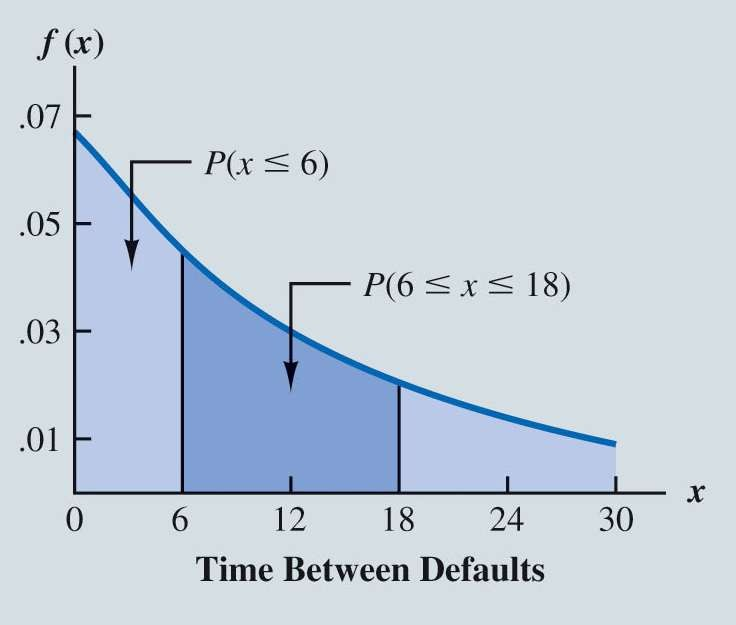 f (x)
.07
P(x ≤ 6)
.05
P(6 ≤ x ≤ 18)
.03
.01
x
0 6 12 18 24 30
Time Between Defaults